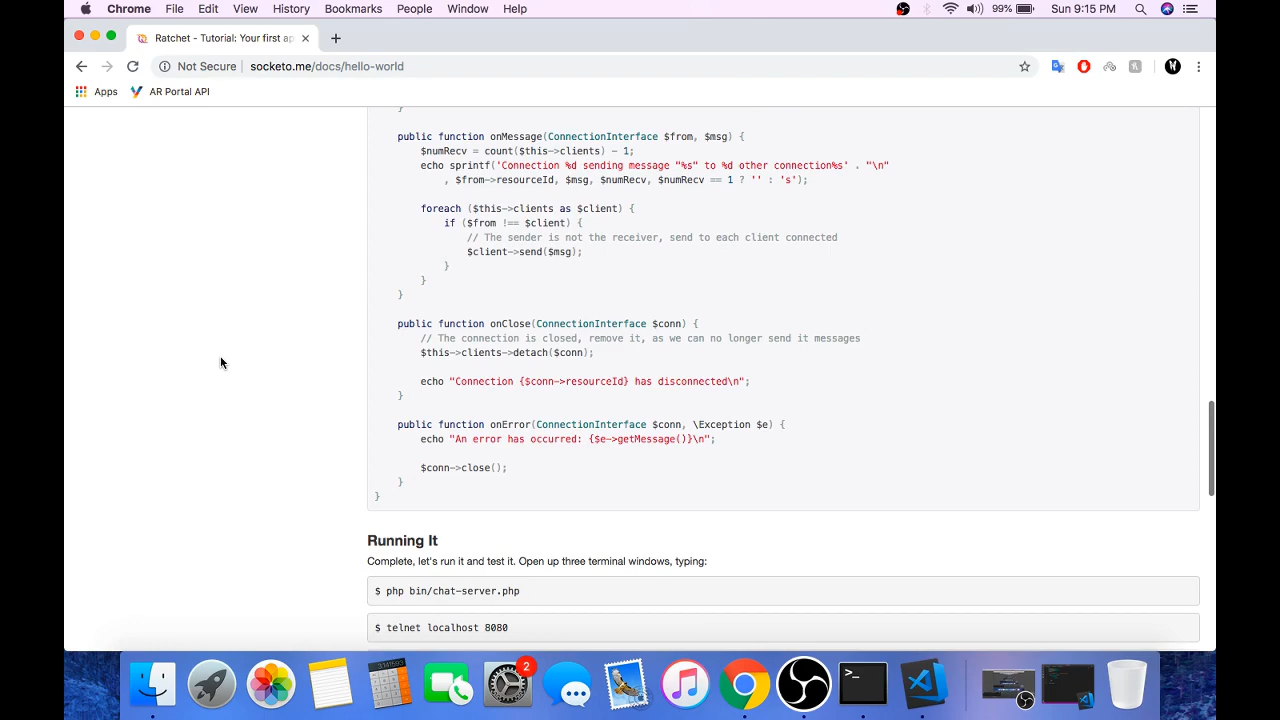 Chrome File Edit View History Bookmarks People Window Help 99% Sun 9:15 PM
Ratchet - Tutorial: Your first ap
Not Secure socketo.me/docs/hello-world
Apps AR Portal API
}
public function onMessage(ConnectionInterface $from, $msg) {
$numRecv = count($this->clients) - 1;
echo sprintf('Connection %d sending message "%s" to %d other connection%s' . "\n"
, $from->resourceId, $msg, $numRecv, $numRecv == 1 ? '' : 's');
foreach ($this->clients as $client) {
if ($from !== $client) {
// The sender is not the receiver, send to each client connected
$client->send($msg);
}
}
}
public function onClose(ConnectionInterface $conn) {
// The connection is closed, remove it, as we can no longer send it messages
$this->clients->detach($conn);
echo "Connection {$conn->resourceId} has disconnected\n";
}
public function onError(ConnectionInterface $conn, \Exception $e) {
echo "An error has occurred: {$e->getMessage()}\n";
$conn->close();
}
}
Running It
Complete, let's run it and test it. Open up three terminal windows, typing:
$ php bin/chat-server.php
$ telnet localhost 8080
2